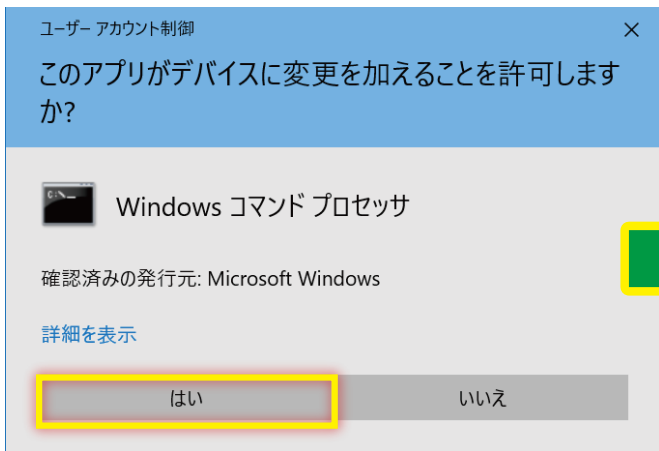 ユーザー アカウント制御
このアプリがデバイスに変更を加えることを許可します
か?
C:\_
Windows コマンド プロセッサ
確認済みの発行元: Microsoft Windows
詳細を表示
はい
いいえ